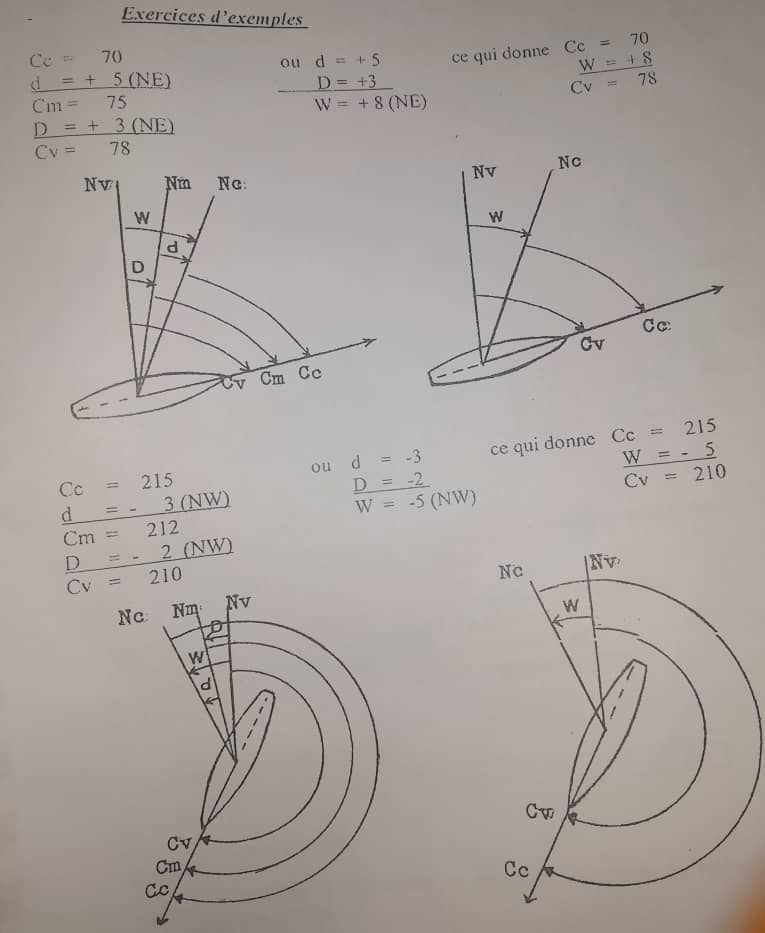 Exercices d'exemples
Cc = 70
d = + 5 (NE)
Cm = 75
D = + 3 (NE)
Cv = 78
ou d = + 5
D = +3
W = + 8 (NE)
ce qui donne Cc = 70
W = + 8
Cv = 78
Nv Nm Nc
W
d
D
Cv Cm Cc
Nv Nc
W
Cv Cc
Cc = 215
d = - 3 (NW)
Cm = 212
D = - 2 (NW)
Cv = 210
ou d = -3
D = -2
W = -5 (NW)
ce qui donne Cc = 215
W = - 5
Cv = 210
Nc Nm Nv
D
W
d
Cv
Cm
Cc
Nc Nv
W
Cv
Cc